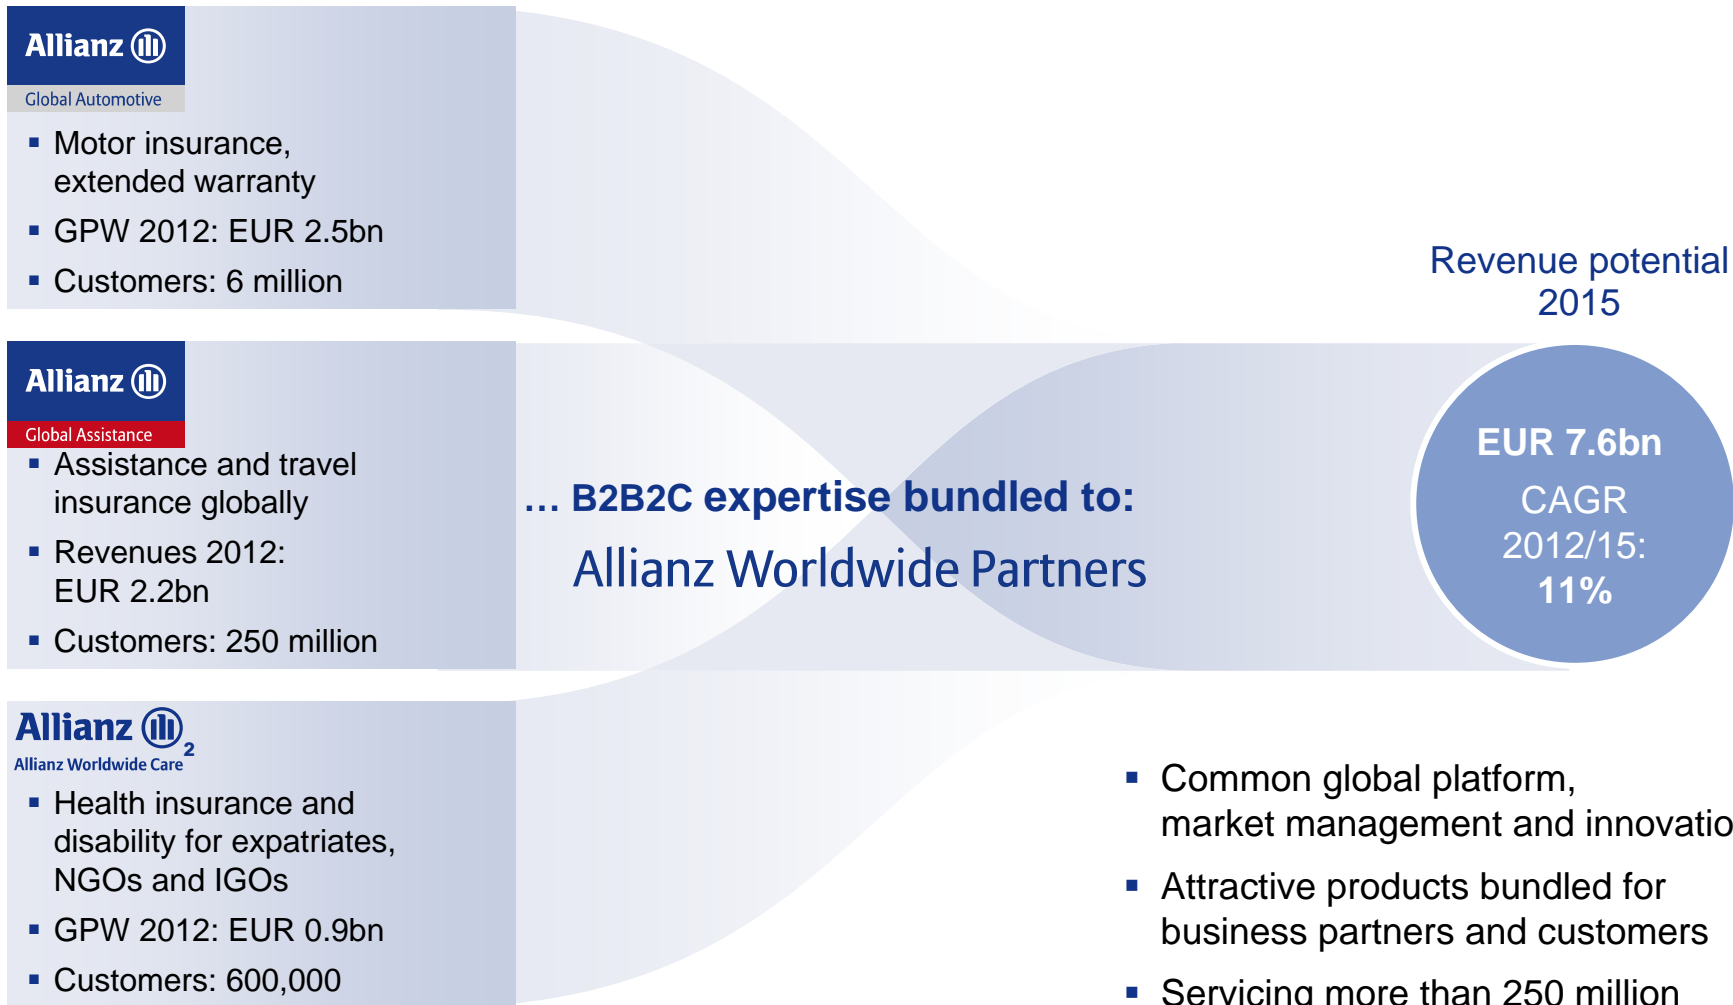 Allianz
Global Automotive
▪ Motor insurance,
extended warranty
▪ GPW 2012: EUR 2.5bn
▪ Customers: 6 million
Allianz
Global Assistance
▪ Assistance and travel
insurance globally
▪ Revenues 2012:
EUR 2.2bn
▪ Customers: 250 million
Allianz
Allianz Worldwide Care 2
▪ Health insurance and
disability for expatriates,
NGOs and IGOs
▪ GPW 2012: EUR 0.9bn
▪ Customers: 600,000
… B2B2C expertise bundled to:
Allianz Worldwide Partners
Revenue potential
2015
EUR 7.6bn
CAGR
2012/15:
11%
▪ Common global platform,
market management and innovatio
▪ Attractive products bundled for
business partners and customers
▪ Servicing more than 250 million